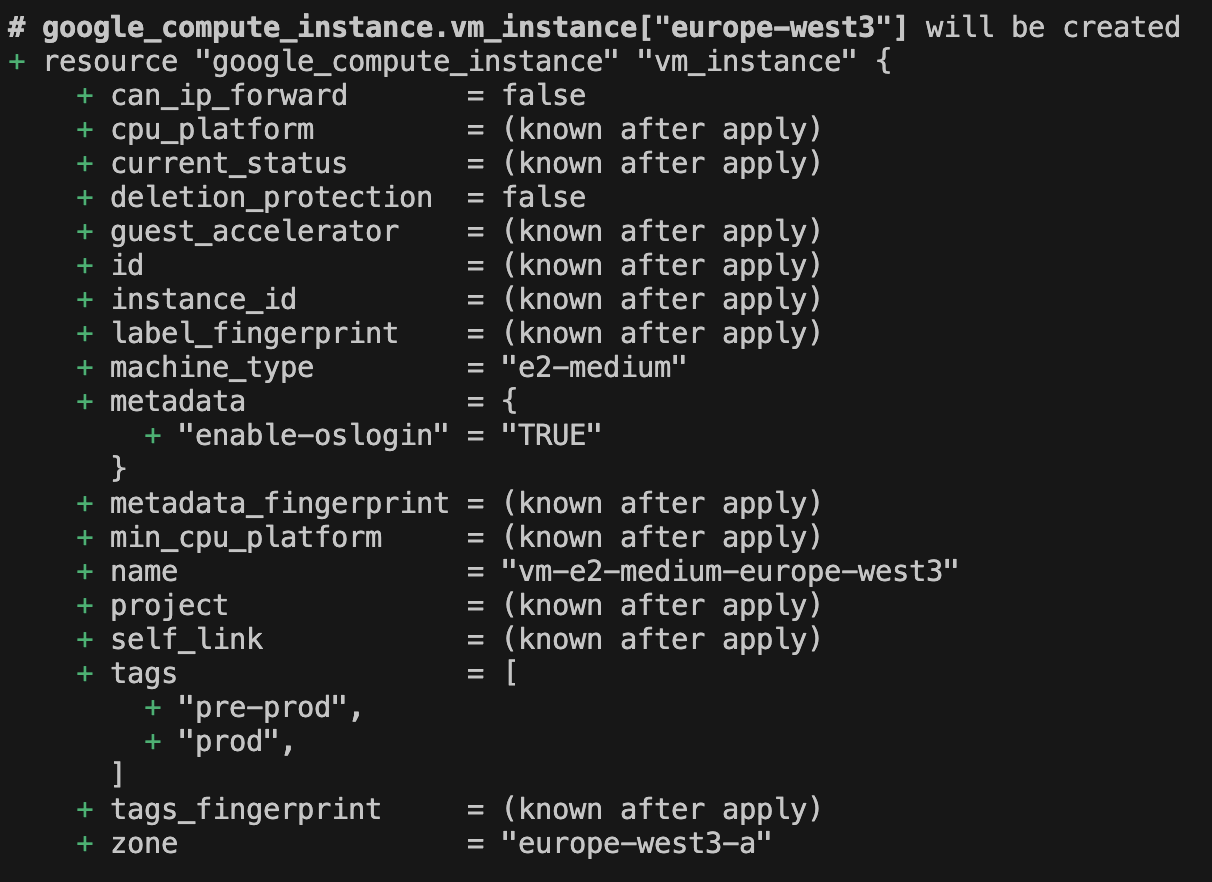 # google_compute_instance.vm_instance["europe-west3"] will be created
+ resource "google_compute_instance" "vm_instance" {
    + can_ip_forward       = false
    + cpu_platform         = (known after apply)
    + current_status       = (known after apply)
    + deletion_protection  = false
    + guest_accelerator    = (known after apply)
    + id                   = (known after apply)
    + instance_id          = (known after apply)
    + label_fingerprint    = (known after apply)
    + machine_type         = "e2-medium"
    + metadata             = {
        + "enable-oslogin" = "TRUE"
      }
    + metadata_fingerprint = (known after apply)
    + min_cpu_platform     = (known after apply)
    + name                 = "vm-e2-medium-europe-west3"
    + project              = (known after apply)
    + self_link            = (known after apply)
    + tags                 = [
        + "pre-prod",
        + "prod",
      ]
    + tags_fingerprint     = (known after apply)
    + zone                 = "europe-west3-a"